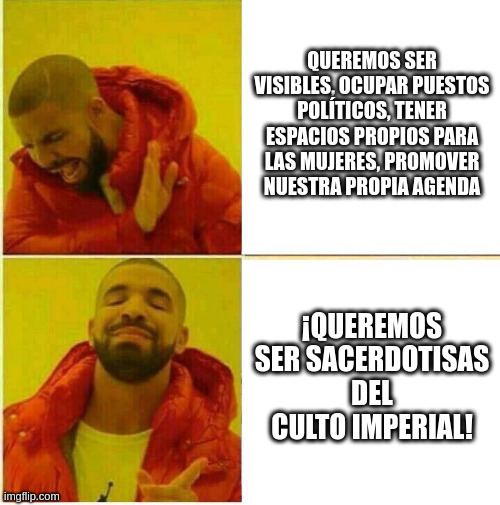 QUEREMOS SER
VISIBLES, OCUPAR PUESTOS
POLÍTICOS, TENER
ESPACIOS PROPIOS PARA
LAS MUJERES, PROMOVER
NUESTRA PROPIA AGENDA
¡QUEREMOS
SER SACERDOTISAS
DEL
CULTO IMPERIAL!
imgflip.com